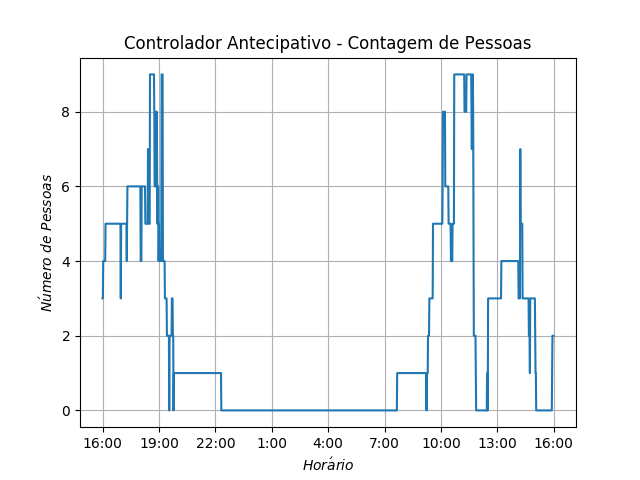 Controlador Antecipativo - Contagem de Pessoas
Número de Pessoas
8
6
4
2
0
16:00 19:00 22:00 1:00 4:00 7:00 10:00 13:00 16:00
Horário